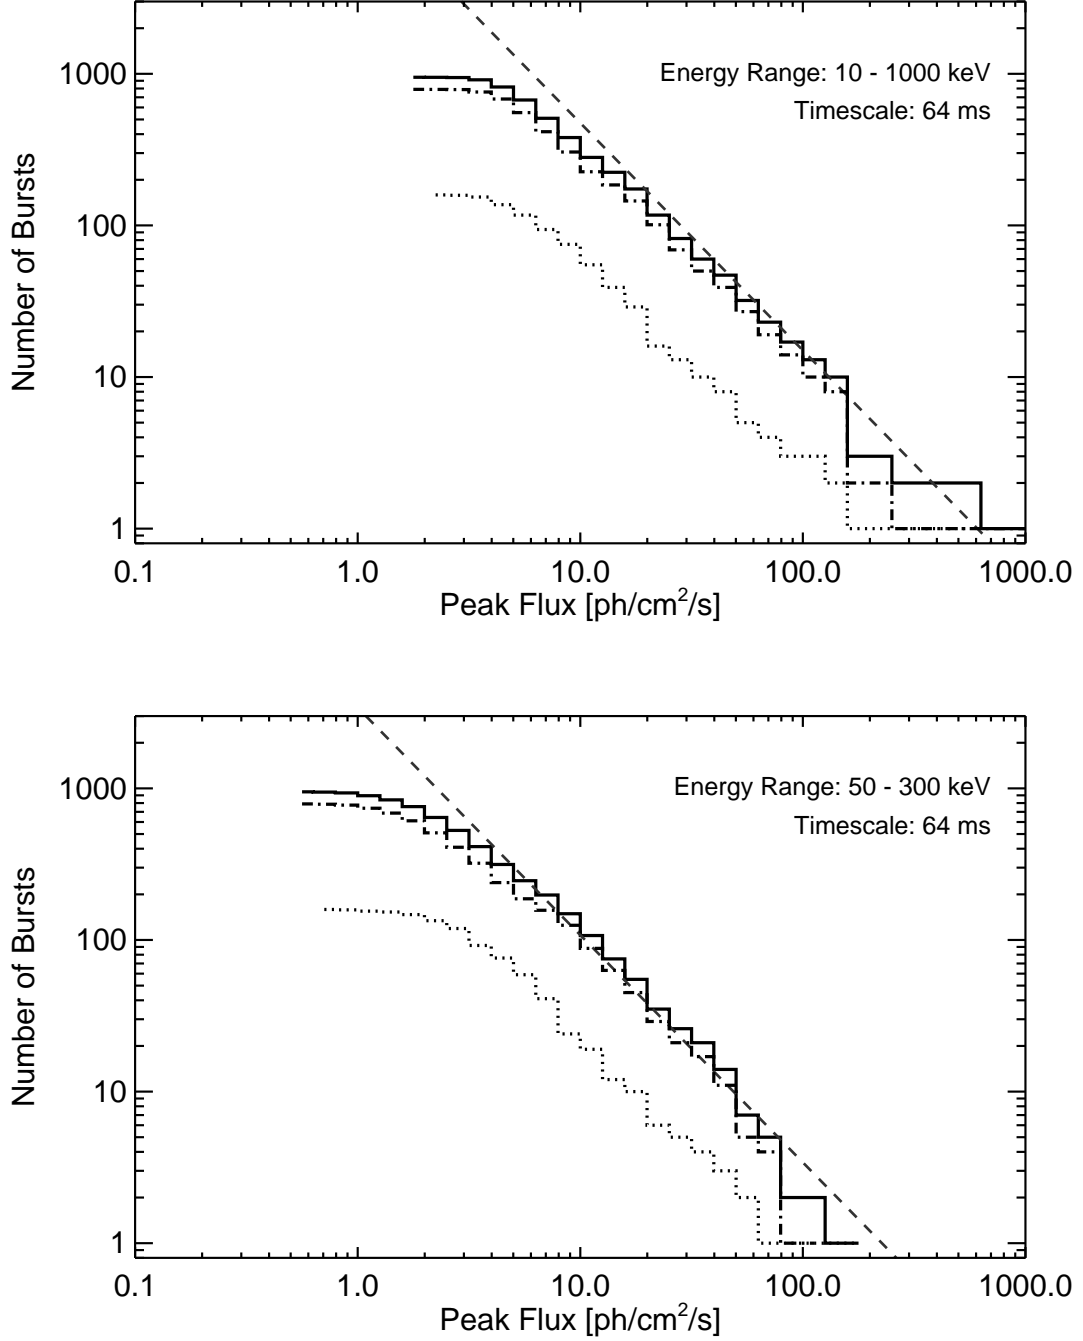 Energy Range: 10 - 1000 keV
Timescale: 64 ms
Number of Bursts
1000
100
10
1
0.1 1.0 10.0 100.0 1000.0
Peak Flux [ph/cm²/s]
Energy Range: 50 - 300 keV
Timescale: 64 ms
Number of Bursts
1000
100
10
1
0.1 1.0 10.0 100.0 1000.0
Peak Flux [ph/cm²/s]